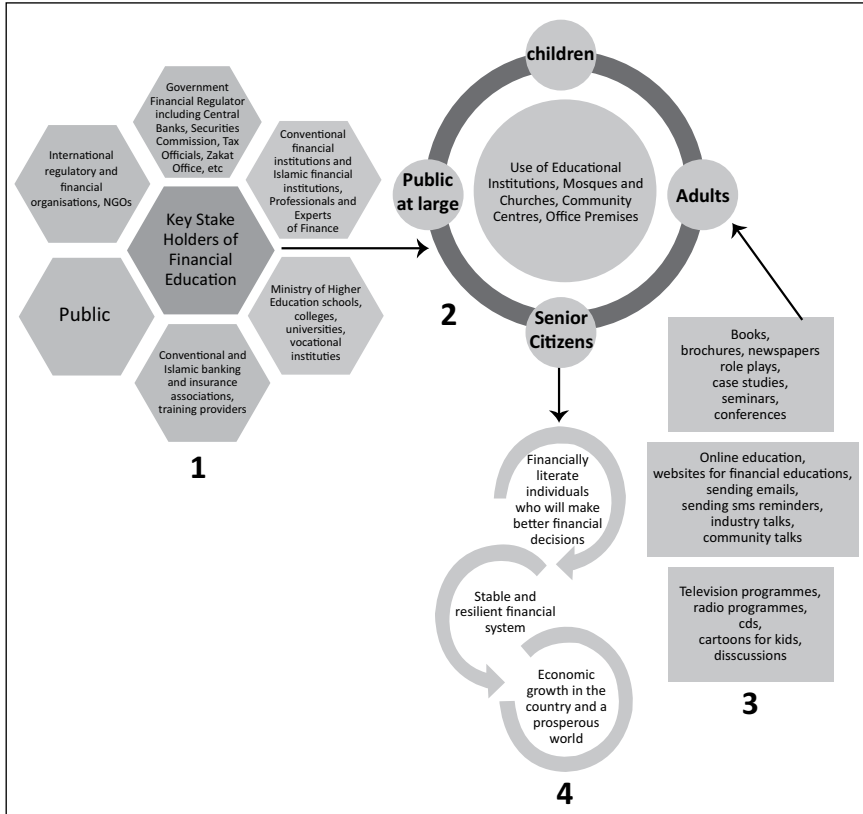 Government
Financial Regulator
including Central
Banks, Securities
Commission, Tax
Officials, Zakat
Office, etc
International
regulatory and
financial
organisations, NGOs
Conventional
financial
institutions and
Islamic financial
institutions,
Professionals and
Experts
of Finance
Key Stake
Holders of
Financial
Education
Public
Ministry of Higher
Education schools,
colleges,
universities,
vocational
instituties
Conventional and
Islamic banking
and insurance
associations,
training providers
1
children
Public
at large
Use of Educational
Institutions, Mosques and
Churches, Community
Centres, Office Premises
Adults
Senior
Citizens
2
Books,
brochures, newspapers
role plays,
case studies,
seminars,
conferences
Online education,
websites for financial educations,
sending emails,
sending sms reminders,
industry talks,
community talks
Television programmes,
radio programmes,
cds,
cartoons for kids,
disscussions
3
Financially
literate
individuals
who will make
better financial
decisions
Stable and
resilient financial
system
Economic
growth in the
country and a
prosperous
world
4